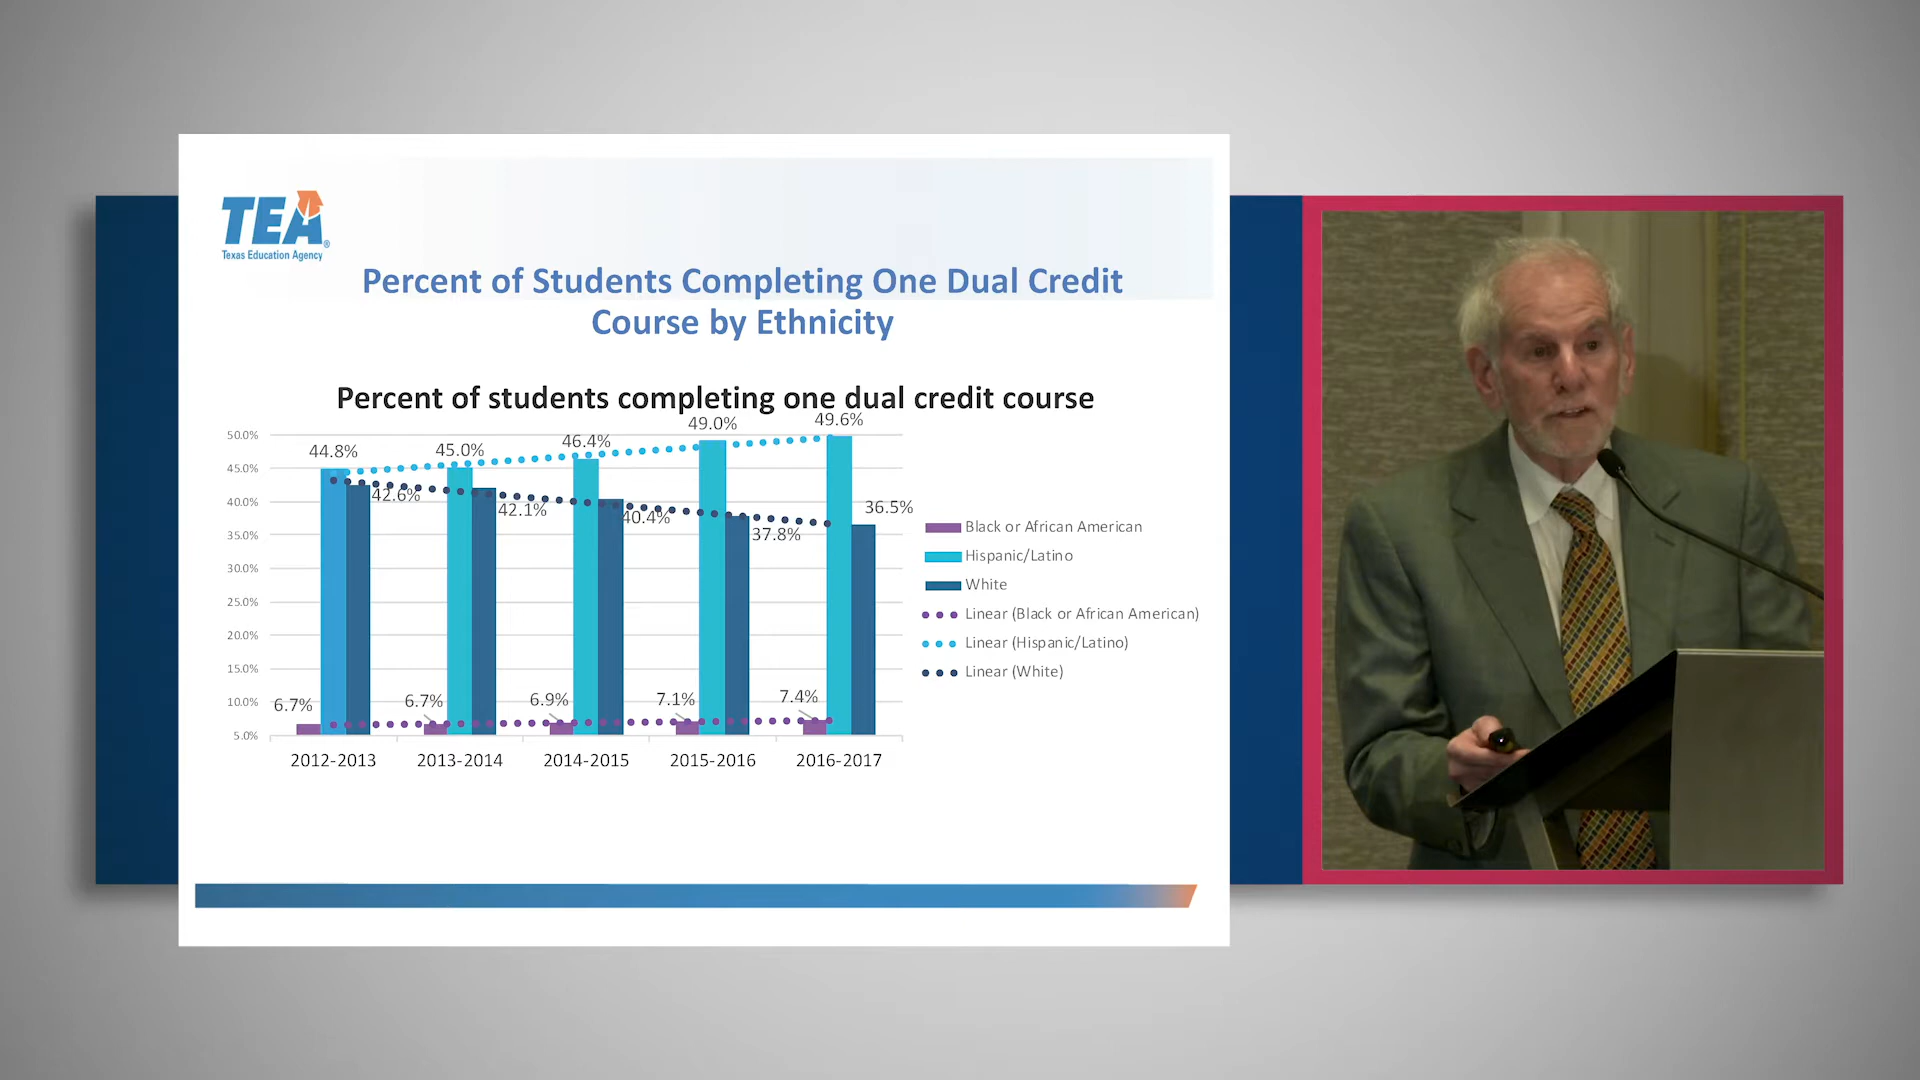 TEA®
Texas Education Agency
Percent of Students Completing One Dual Credit
Course by Ethnicity
Percent of students completing one dual credit course
50.0%
45.0%
40.0%
35.0%
30.0%
25.0%
20.0%
15.0%
10.0%
5.0%
44.8%
45.0%
46.4%
49.0%
49.6%
42.6%
42.1%
40.4%
37.8%
36.5%
6.7%
6.7%
6.9%
7.1%
7.4%
2012-2013
2013-2014
2014-2015
2015-2016
2016-2017
Black or African American
Hispanic/Latino
White
Linear (Black or African American)
Linear (Hispanic/Latino)
Linear (White)